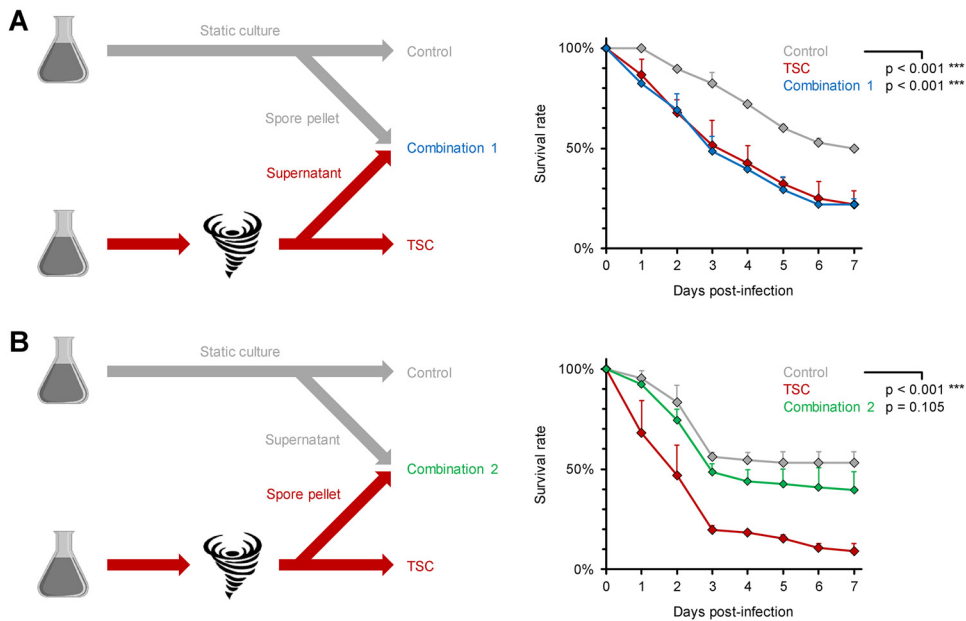 A
Static culture
Control
Spore pellet
Combination 1
Supernatant
TSC
100%
50%
0%
Survival rate
0 1 2 3 4 5 6 7
Days post-infection
Control
TSC p < 0.001 ***
Combination 1 p < 0.001 ***
B
Static culture
Control
Supernatant
Combination 2
Spore pellet
TSC
100%
50%
0%
Survival rate
0 1 2 3 4 5 6 7
Days post-infection
Control
TSC p < 0.001 ***
Combination 2 p = 0.105